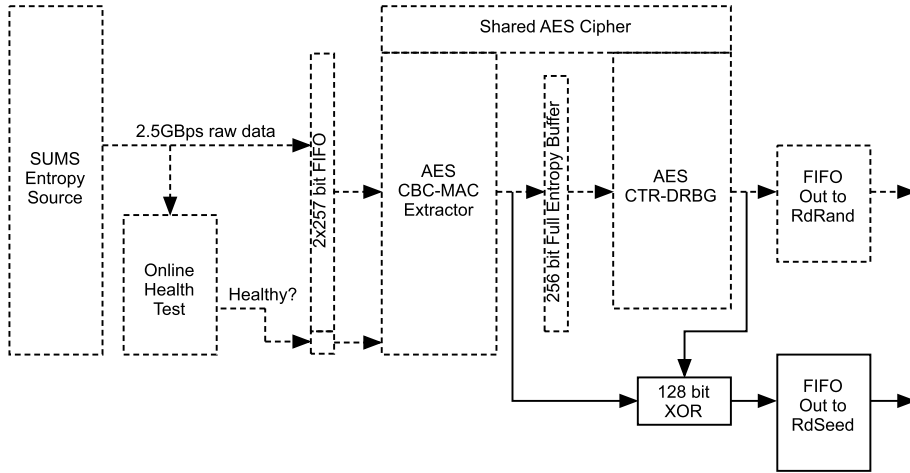 Shared AES Cipher
2.5GBps raw data
SUMS
Entropy
Source
Online
Health
Test
Healthy?
2x257 bit FIFO
AES
CBC-MAC
Extractor
256 bit Full Entropy Buffer
AES
CTR-DRBG
FIFO
Out to
RdRand
128 bit
XOR
FIFO
Out to
RdSeed